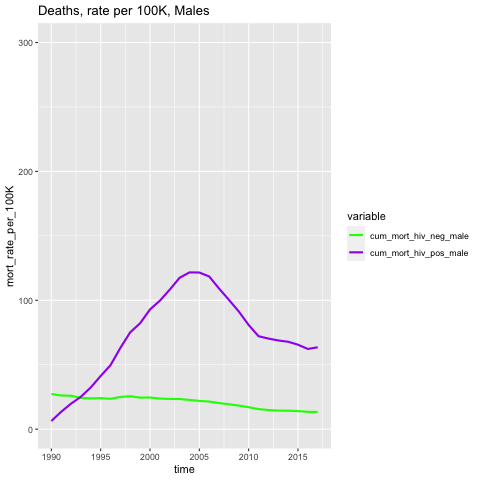 Deaths, rate per 100K, Males
mort_rate_per_100K
300
200
100
0
1990
1995
2000
2005
2010
2015
time
variable
cum_mort_hiv_neg_male
cum_mort_hiv_pos_male